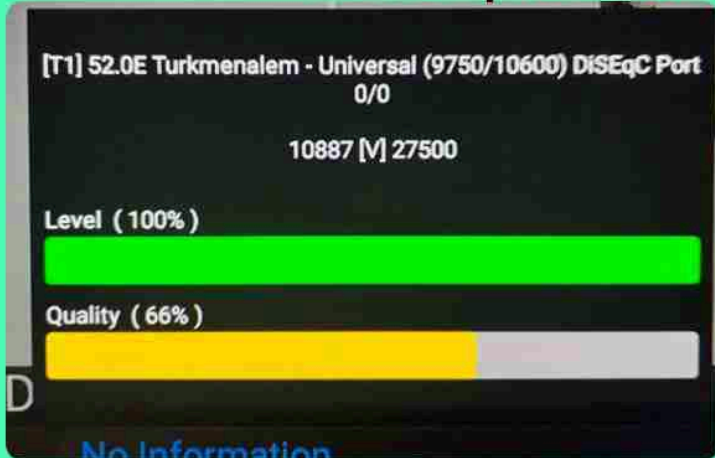 [T1] 52.0E Turkmenalem - Universal (9750/10600) DiSEqC Port
0/0
10887 [V] 27500
Level ( 100% )
Quality ( 66% )
D
No Information